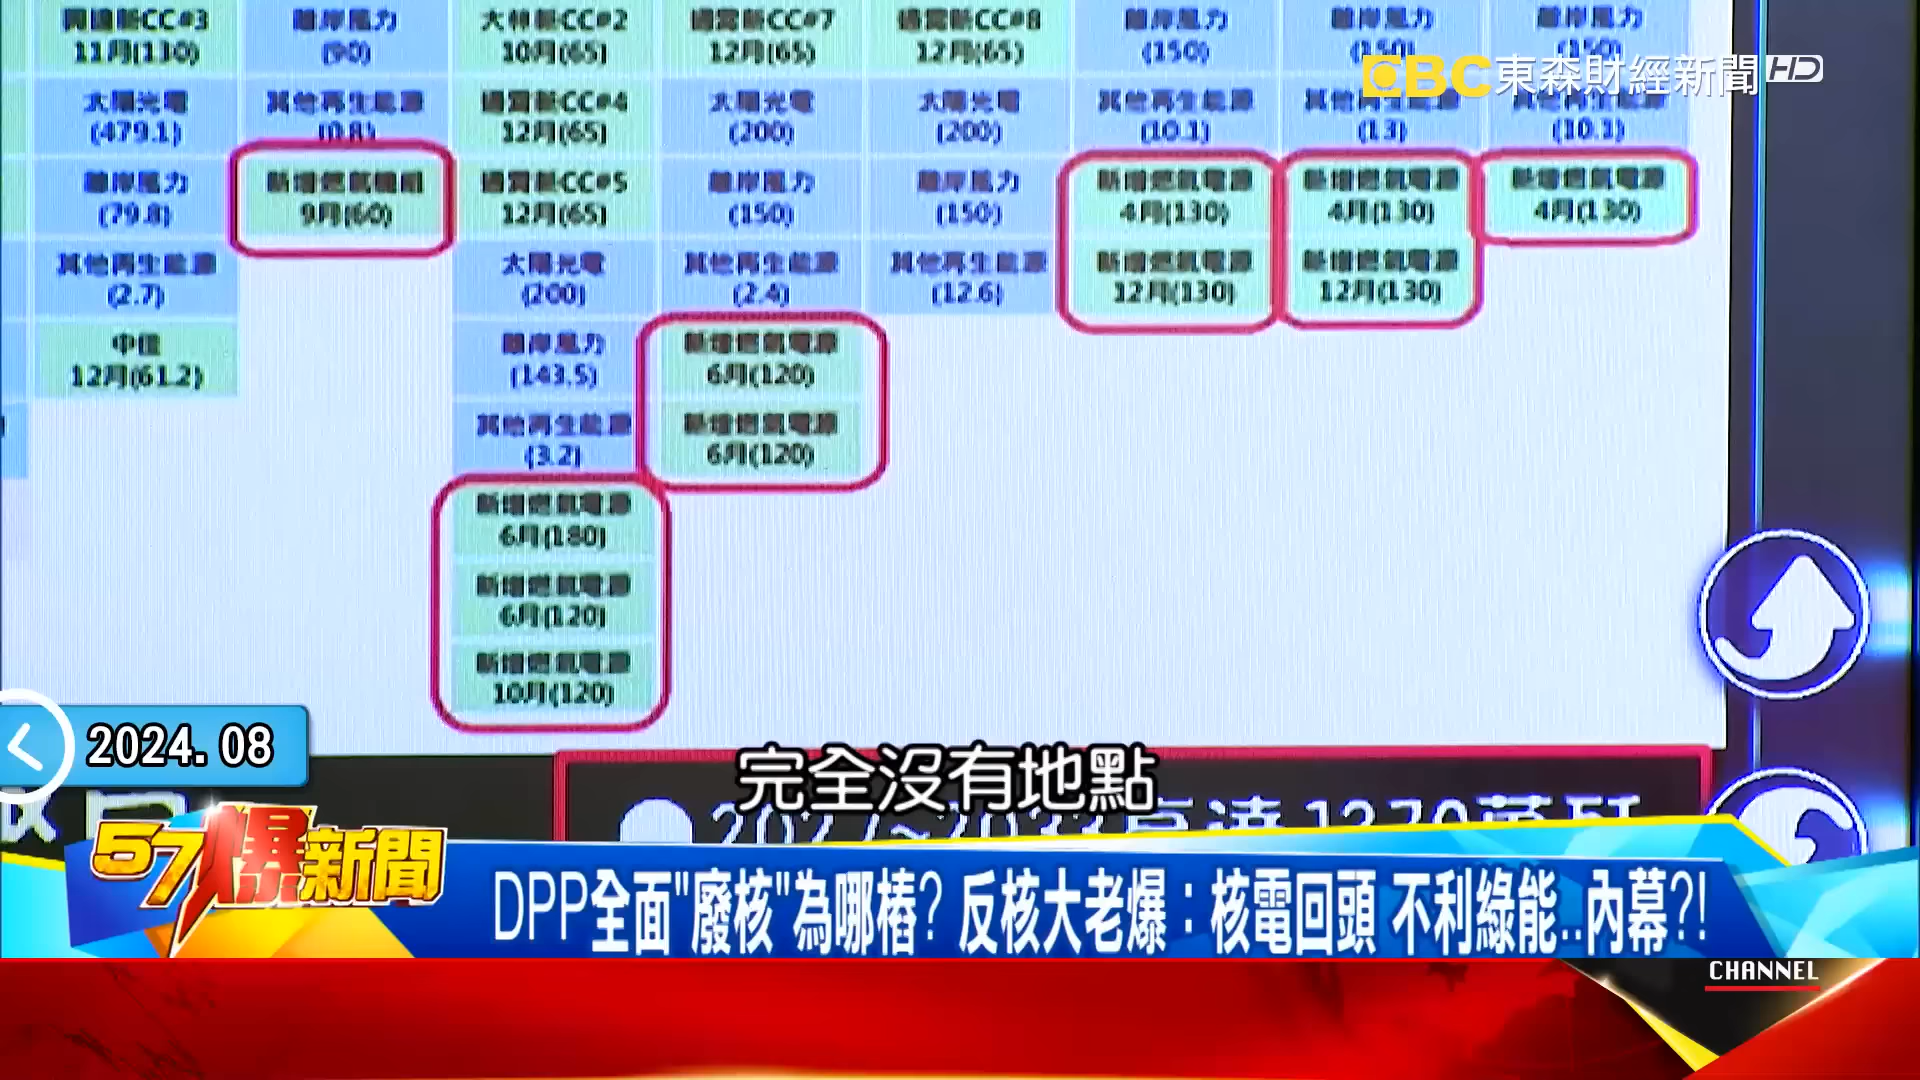 興達新CC#3
11月(130)
離岸風力
(90)
大林新CC#2
10月(65)
通霄新CC#7
12月(65)
通霄新CC#8
12月(65)
離岸風力
(150)
離岸風力
(150)
離岸風力
(150)
EBC東森財經新聞HD
太陽光電
(479.1)
其他再生能源
(0.8)
通霄新CC#4
12月(65)
太陽光電
(200)
太陽光電
(200)
其他再生能源
(10.1)
其他再生能源
(13)
其他再生能源
(10.1)
離岸風力
(79.8)
新增燃氣機組
9月(60)
通霄新CC#5
12月(65)
離岸風力
(150)
離岸風力
(150)
新增燃氣電源
4月(130)
新增燃氣電源
4月(130)
新增燃氣電源
4月(130)
其他再生能源
(2.7)
太陽光電
(200)
其他再生能源
(2.4)
其他再生能源
(12.6)
新增燃氣電源
12月(130)
新增燃氣電源
12月(130)
中佳
12月(61.2)
離岸風力
(143.5)
新增燃氣電源
6月(120)
其他再生能源
(3.2)
新增燃氣電源
6月(120)
新增燃氣電源
6月(180)
新增燃氣電源
6月(120)
新增燃氣電源
10月(120)
2024.08
完全沒有地點
57爆新聞
DPP全面"廢核"為哪樁? 反核大老爆：核電回頭 不利綠能..內幕?!
CHANNEL